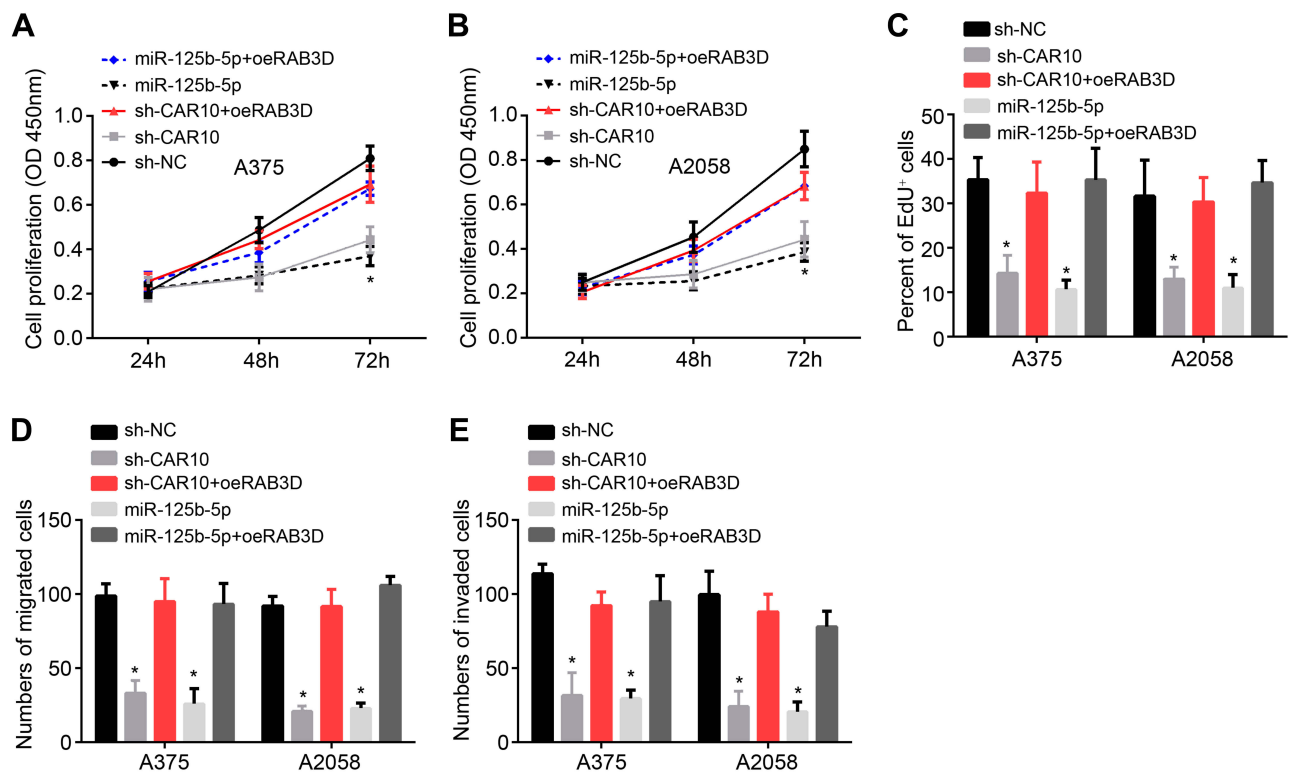 A
miR-125b-5p+oeRAB3D
miR-125b-5p
sh-CAR10+oeRAB3D
sh-CAR10
sh-NC
A375
Cell proliferation (OD 450nm)
1.0
0.8
0.6
0.4
0.2
0.0
*
24h 48h 72h
B
miR-125b-5p+oeRAB3D
miR-125b-5p
sh-CAR10+oeRAB3D
sh-CAR10
sh-NC
A2058
Cell proliferation (OD 450nm)
1.0
0.8
0.6
0.4
0.2
0.0
*
24h 48h 72h
C
sh-NC
sh-CAR10
sh-CAR10+oeRAB3D
miR-125b-5p
miR-125b-5p+oeRAB3D
Percent of EdU⁺ cells
50
40
30
20
10
0
* * * *
A375 A2058
D
sh-NC
sh-CAR10
sh-CAR10+oeRAB3D
miR-125b-5p
miR-125b-5p+oeRAB3D
Numbers of migrated cells
150
100
50
0
* * * *
A375 A2058
E
sh-NC
sh-CAR10
sh-CAR10+oeRAB3D
miR-125b-5p
miR-125b-5p+oeRAB3D
Numbers of invaded cells
150
100
50
0
* * * *
A375 A2058